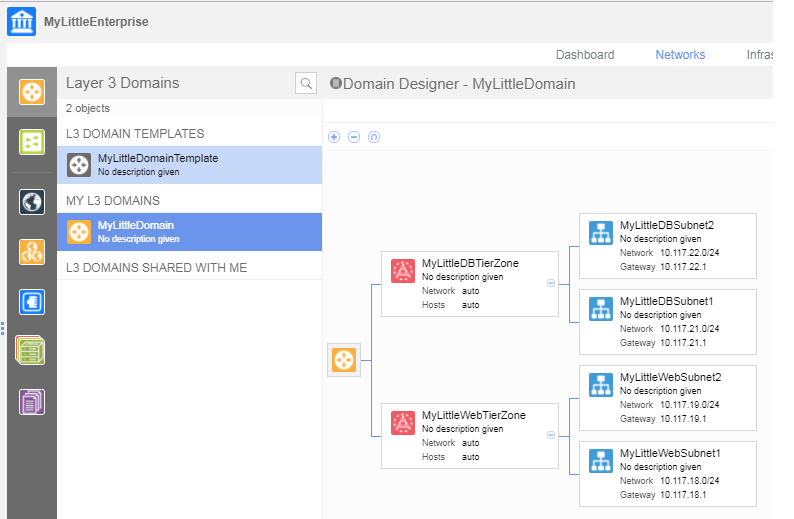 MyLittleEnterprise
Dashboard Networks Infras
Layer 3 Domains
2 objects
L3 DOMAIN TEMPLATES
MyLittleDomainTemplate
No description given
MY L3 DOMAINS
MyLittleDomain
No description given
L3 DOMAINS SHARED WITH ME
Domain Designer - MyLittleDomain
MyLittleDBTierZone
No description given
Network auto
Hosts auto
MyLittleWebTierZone
No description given
Network auto
Hosts auto
MyLittleDBSubnet2
No description given
Network 10.117.22.0/24
Gateway 10.117.22.1
MyLittleDBSubnet1
No description given
Network 10.117.21.0/24
Gateway 10.117.21.1
MyLittleWebSubnet2
No description given
Network 10.117.19.0/24
Gateway 10.117.19.1
MyLittleWebSubnet1
No description given
Network 10.117.18.0/24
Gateway 10.117.18.1